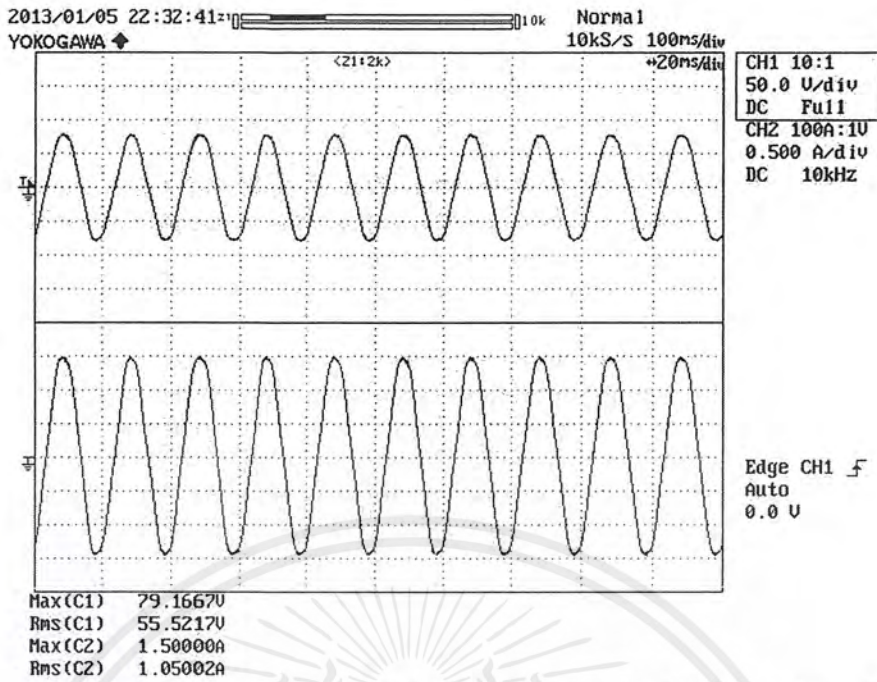 2013/01/05 22:32:41 Z1 10k Normal
YOKOGAWA 10kS/s 100ms/div
<Z1:2k> ↔20ms/div
CH1 10:1
50.0 V/div
DC Full
CH2 100A:1V
0.500 A/div
DC 10kHz
T
Edge CH1
Auto
0.0 V
Max(C1) 79.1667V
Rms(C1) 55.5217V
Max(C2) 1.50000A
Rms(C2) 1.05002A